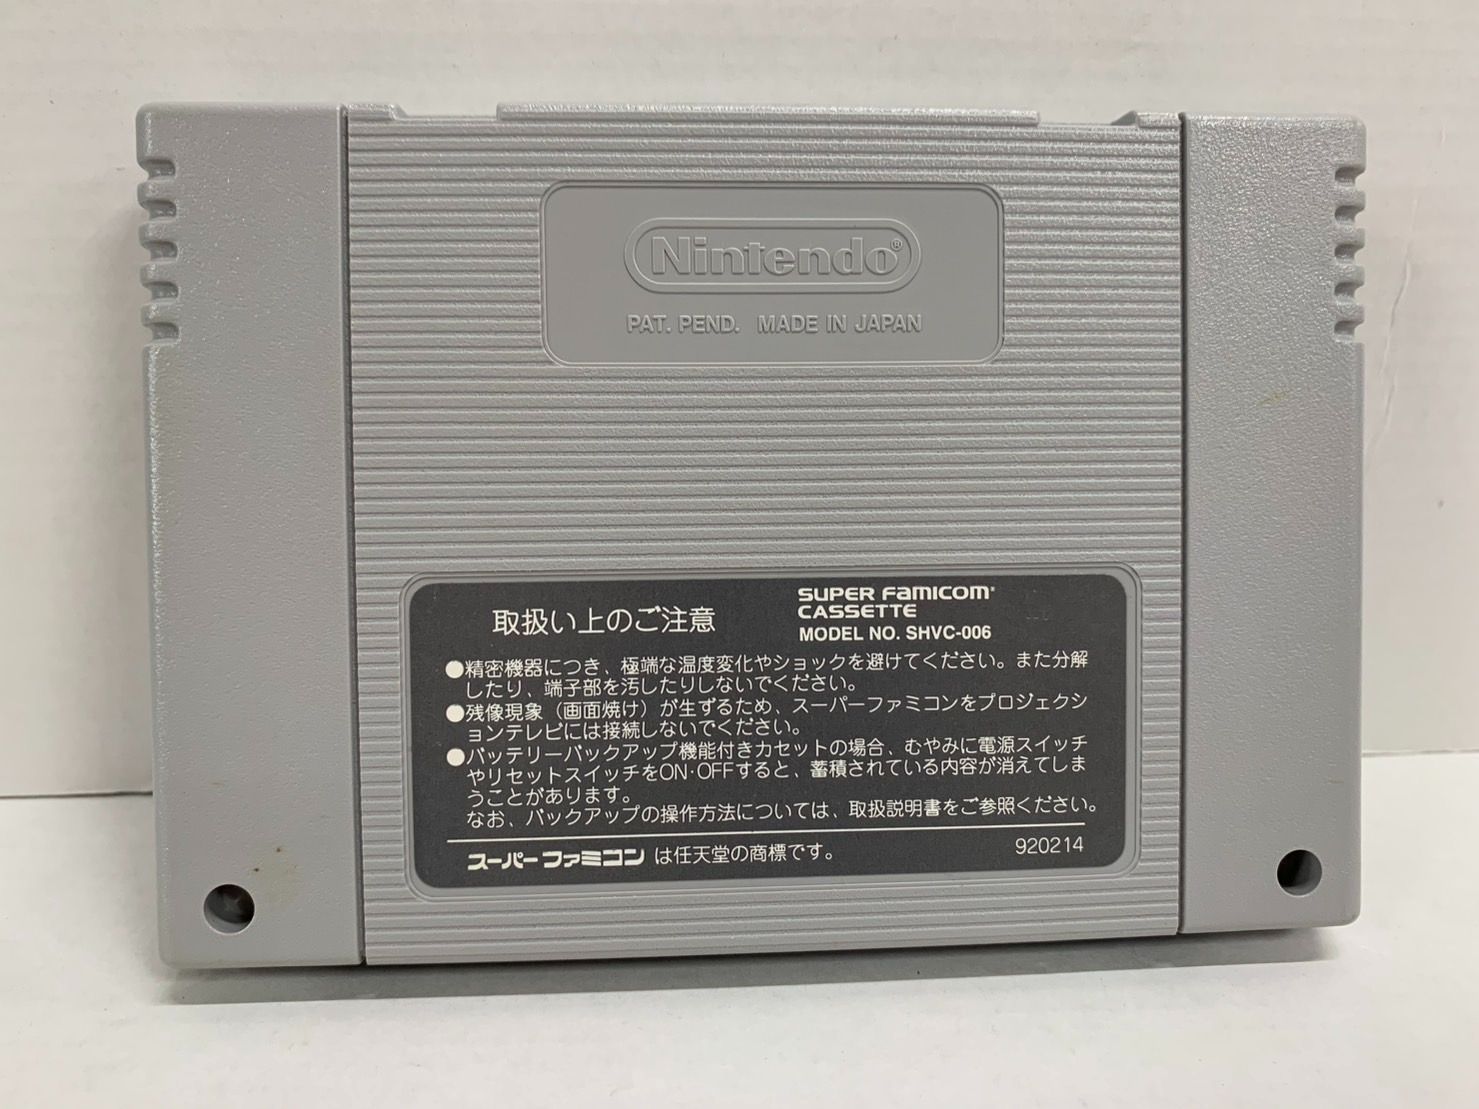 Nintendo®
PAT. PEND. MADE IN JAPAN
取扱い上のご注意
SUPER FAMICOM
CASSETTE
MODEL NO. SHVC-006
●精密機器につき、極端な温度変化やショックを避けてください。また分解
したり、端子部を汚したりしないでください。
●残像現象（画面焼け）が生ずるため、スーパーファミコンをプロジェクシ
ョンテレビには接続しないでください。
●バッテリーバックアップ機能付きカセットの場合、むやみに電源スイッチ
やリセットスイッチをON・OFFすると、蓄積されている内容が消えてしま
うことがあります。
なお、バックアップの操作方法については、取扱説明書をご参照ください。
スーパーファミコン は任天堂の商標です。
920214